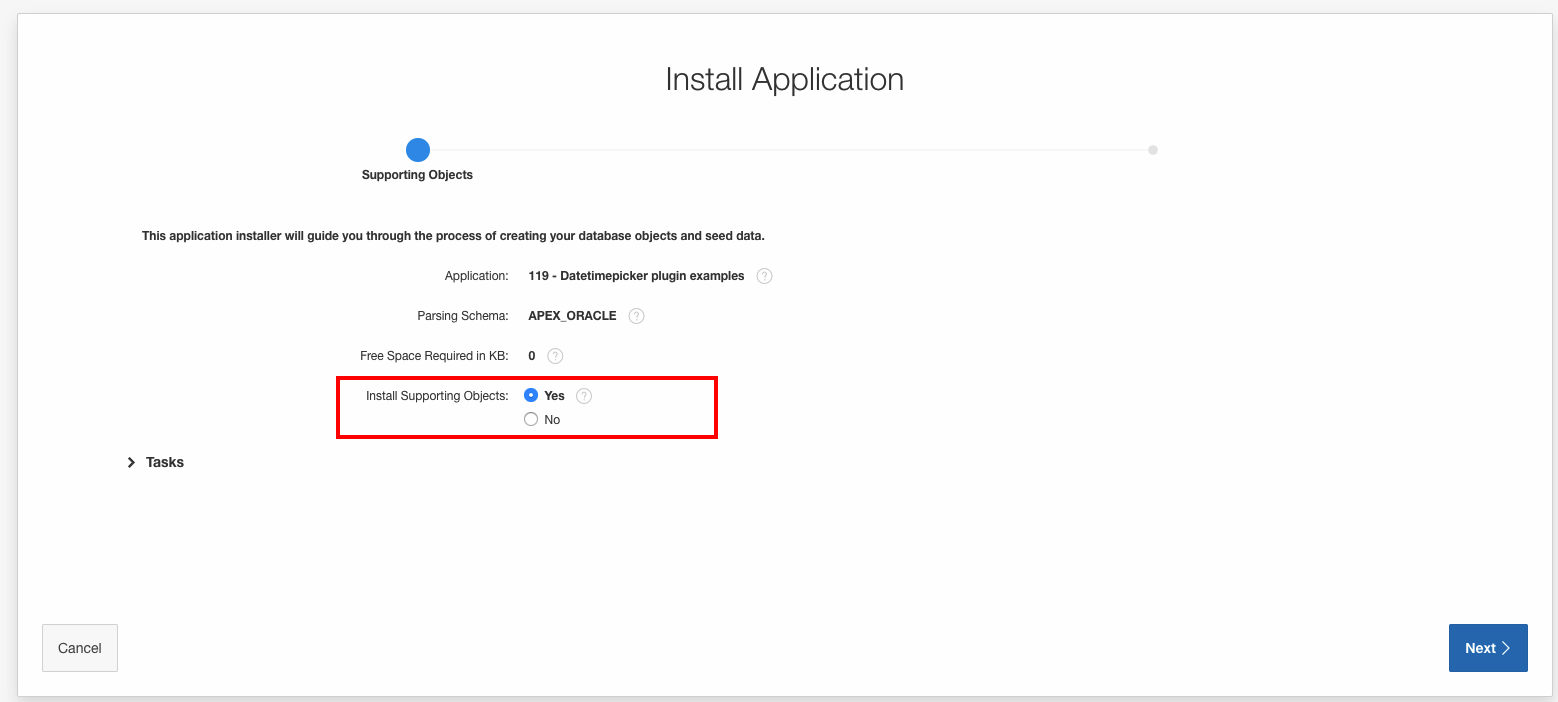 Install Application
Supporting Objects
This application installer will guide you through the process of creating your database objects and seed data.
Application: 119 - Datetimepicker plugin examples ?
Parsing Schema: APEX_ORACLE ?
Free Space Required in KB: 0 ?
Install Supporting Objects: Yes ?
No
Tasks
Cancel Next